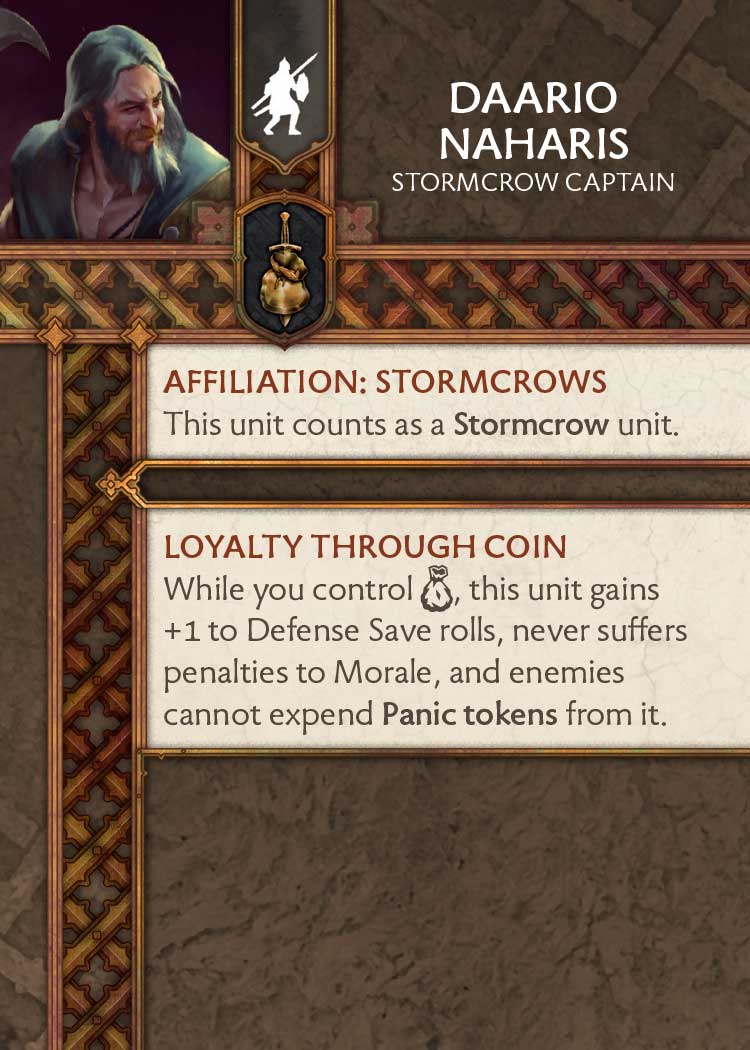 DAARIO
NAHARIS
STORMCROW CAPTAIN
AFFILIATION: STORMCROWS
This unit counts as a Stormcrow unit.
LOYALTY THROUGH COIN
While you control , this unit gains
+1 to Defense Save rolls, never suffers
penalties to Morale, and enemies
cannot expend Panic tokens from it.